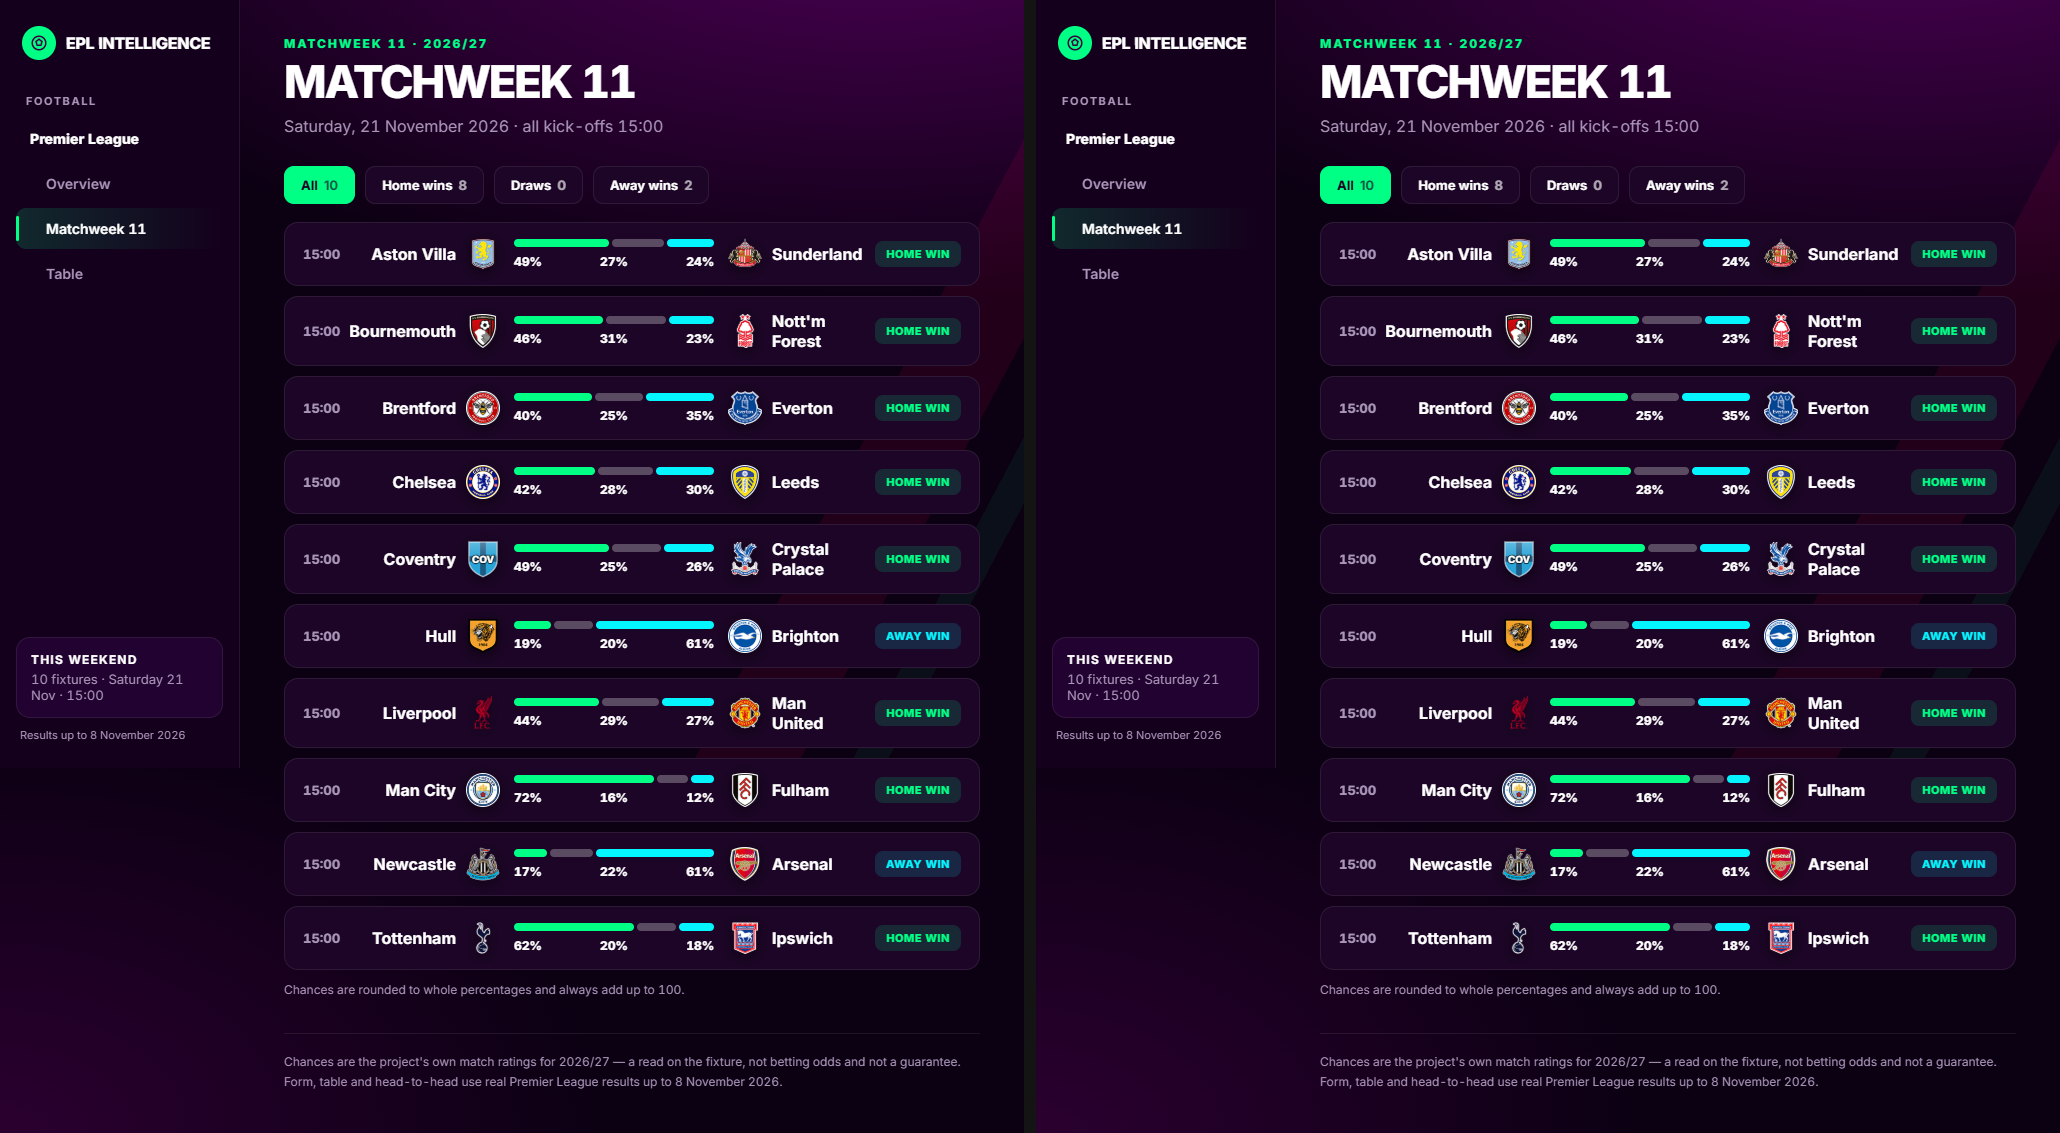 EPL INTELLIGENCE
FOOTBALL
Premier League
Overview
Matchweek 11
Table
THIS WEEKEND
10 fixtures · Saturday 21
Nov · 15:00
Results up to 8 November 2026
MATCHWEEK 11 · 2026/27
MATCHWEEK 11
Saturday, 21 November 2026 · all kick-offs 15:00
All 10 Home wins 8 Draws 0 Away wins 2
15:00 Aston Villa 49% 27% 24% Sunderland HOME WIN
15:00 Bournemouth 46% 31% 23% Nott'm
Forest HOME WIN
15:00 Brentford 40% 25% 35% Everton HOME WIN
15:00 Chelsea 42% 28% 30% Leeds HOME WIN
15:00 Coventry 49% 25% 26% Crystal
Palace HOME WIN
15:00 Hull 19% 20% 61% Brighton AWAY WIN
15:00 Liverpool 44% 29% 27% Man
United HOME WIN
15:00 Man City 72% 16% 12% Fulham HOME WIN
15:00 Newcastle 17% 22% 61% Arsenal AWAY WIN
15:00 Tottenham 62% 20% 18% Ipswich HOME WIN
Chances are rounded to whole percentages and always add up to 100.
Chances are the project's own match ratings for 2026/27 — a read on the fixture, not betting odds and not a guarantee.
Form, table and head-to-head use real Premier League results up to 8 November 2026.
EPL INTELLIGENCE
FOOTBALL
Premier League
Overview
Matchweek 11
Table
THIS WEEKEND
10 fixtures · Saturday 21
Nov · 15:00
Results up to 8 November 2026
MATCHWEEK 11 · 2026/27
MATCHWEEK 11
Saturday, 21 November 2026 · all kick-offs 15:00
All 10 Home wins 8 Draws 0 Away wins 2
15:00 Aston Villa 49% 27% 24% Sunderland HOME WIN
15:00 Bournemouth 46% 31% 23% Nott'm
Forest HOME WIN
15:00 Brentford 40% 25% 35% Everton HOME WIN
15:00 Chelsea 42% 28% 30% Leeds HOME WIN
15:00 Coventry 49% 25% 26% Crystal
Palace HOME WIN
15:00 Hull 19% 20% 61% Brighton AWAY WIN
15:00 Liverpool 44% 29% 27% Man
United HOME WIN
15:00 Man City 72% 16% 12% Fulham HOME WIN
15:00 Newcastle 17% 22% 61% Arsenal AWAY WIN
15:00 Tottenham 62% 20% 18% Ipswich HOME WIN
Chances are rounded to whole percentages and always add up to 100.
Chances are the project's own match ratings for 2026/27 — a read on the fixture, not betting odds and not a guarantee.
Form, table and head-to-head use real Premier League results up to 8 November 2026.